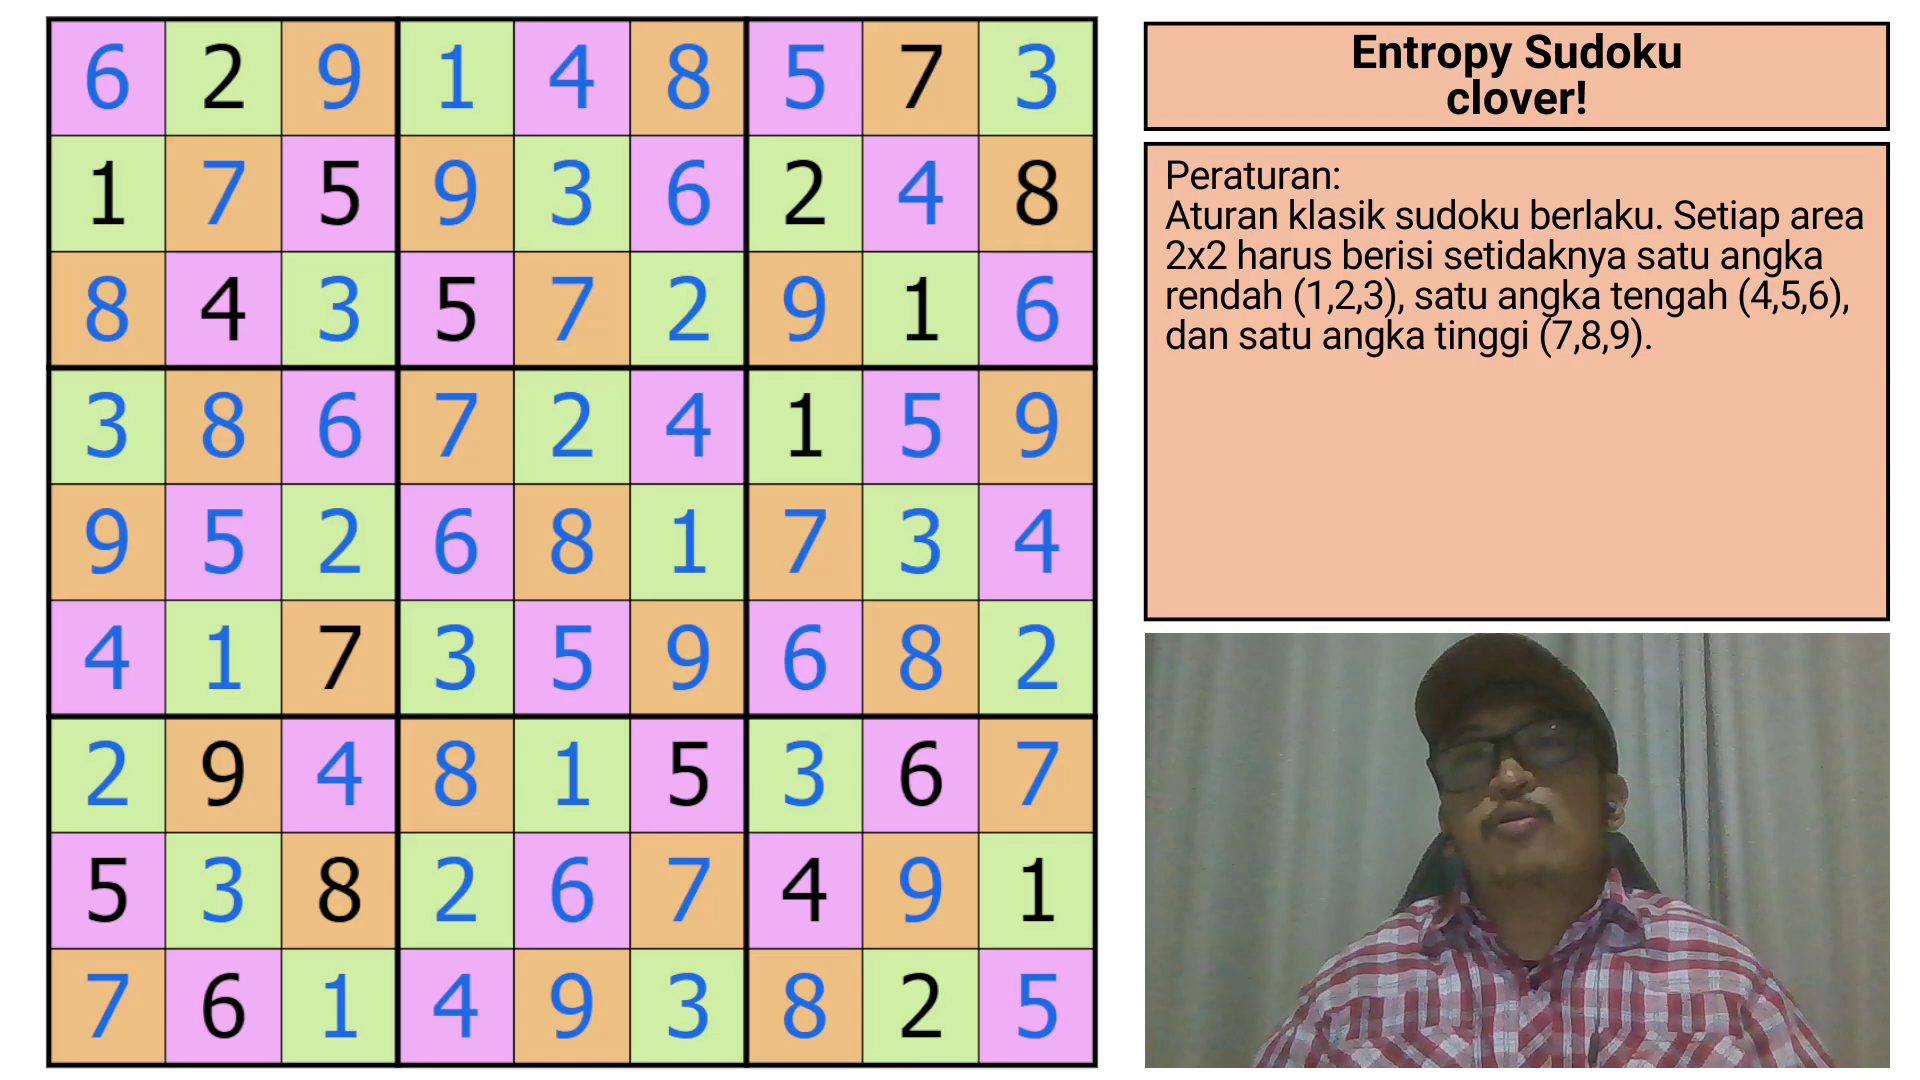 6 2 9 1 4 8 5 7 3
1 7 5 9 3 6 2 4 8
8 4 3 5 7 2 9 1 6
3 8 6 7 2 4 1 5 9
9 5 2 6 8 1 7 3 4
4 1 7 3 5 9 6 8 2
2 9 4 8 1 5 3 6 7
5 3 8 2 6 7 4 9 1
7 6 1 4 9 3 8 2 5
Entropy Sudoku
clover!
Peraturan:
Aturan klasik sudoku berlaku. Setiap area
2x2 harus berisi setidaknya satu angka
rendah (1,2,3), satu angka tengah (4,5,6),
dan satu angka tinggi (7,8,9).